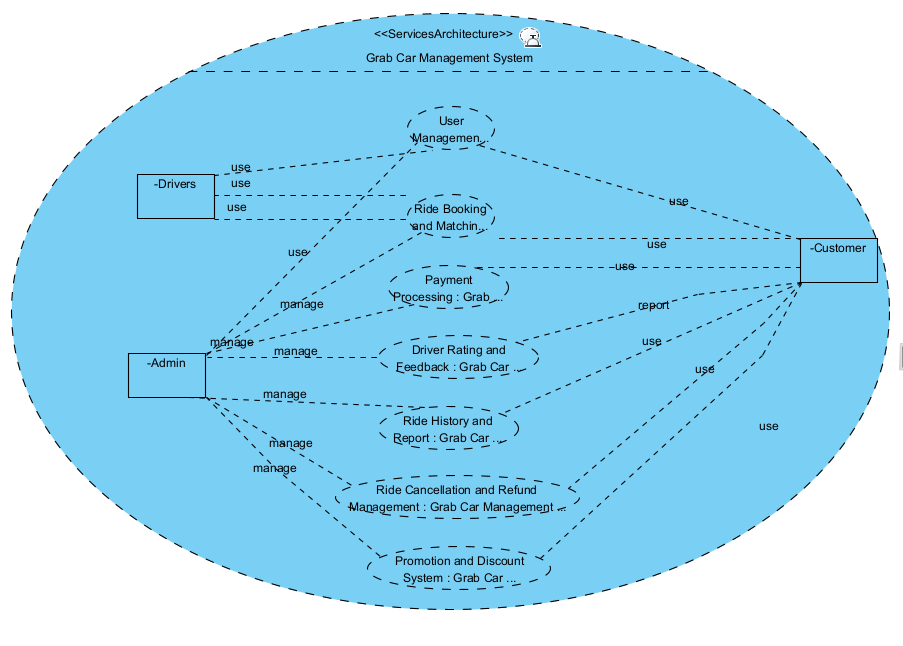 <<ServicesArchitecture>>
Grab Car Management System
User
Managemen...
use
-Drivers
use
use
use
Ride Booking
and Matchin...
use
-Customer
use
use
Payment
Processing : Grab ...
manage
report
manage
Driver Rating and
Feedback : Grab Car ...
manage
use
-Admin
use
manage
Ride History and
Report : Grab Car ...
use
manage
manage
Ride Cancellation and Refund
Management : Grab Car Management ...
Promotion and Discount
System : Grab Car ...